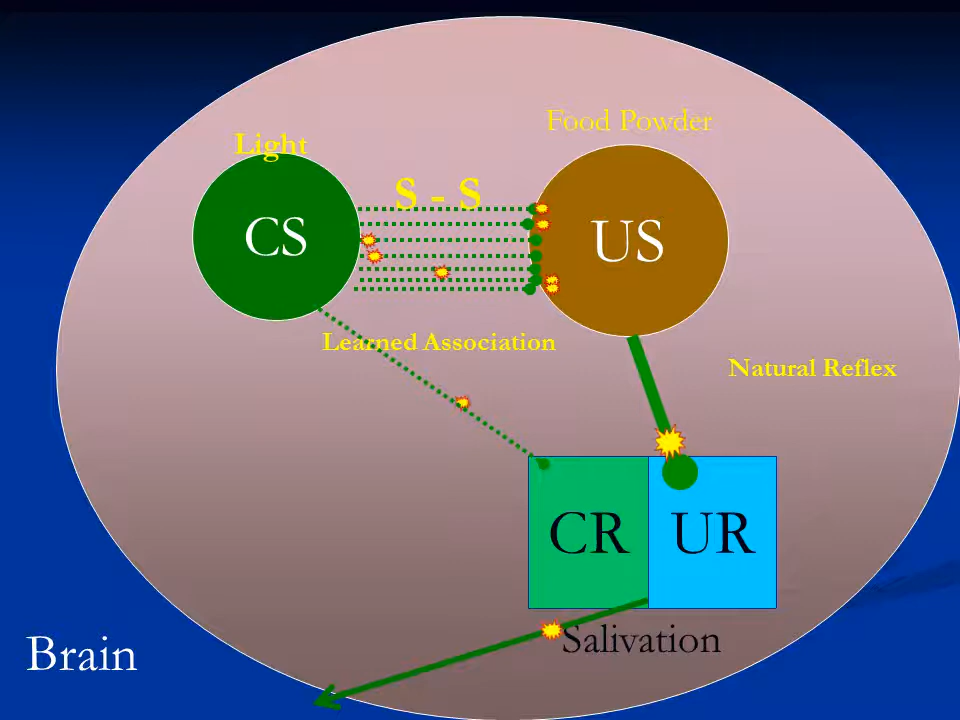 Food Powder
Light
S - S
CS
US
Learned Association
Natural Reflex
CR
UR
Salivation
Brain